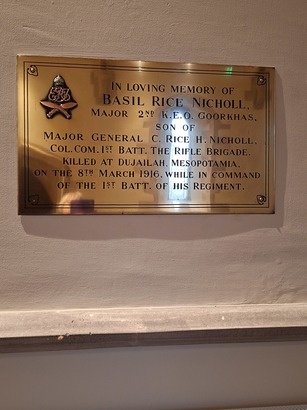 IN LOVING MEMORY OF
BASIL RICE NICHOLL,
MAJOR 2ND K.E.O. GOORKHAS,
SON OF
MAJOR GENERAL C. RICE H. NICHOLL.
COL. COM. 1ST BATT. THE RIFLE BRIGADE.
KILLED AT DUJAILAH, MESOPOTAMIA,
ON THE 8TH MARCH 1916, WHILE IN COMMAND
OF THE 1ST BATT. OF HIS REGIMENT.